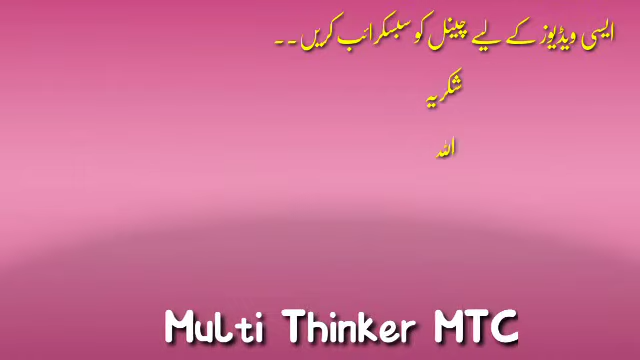 ایسی ویڈیوز کے لیے چینل کو سبسکرائب کریں۔۔
شکریہ
اللہ
Multi Thinker MTC